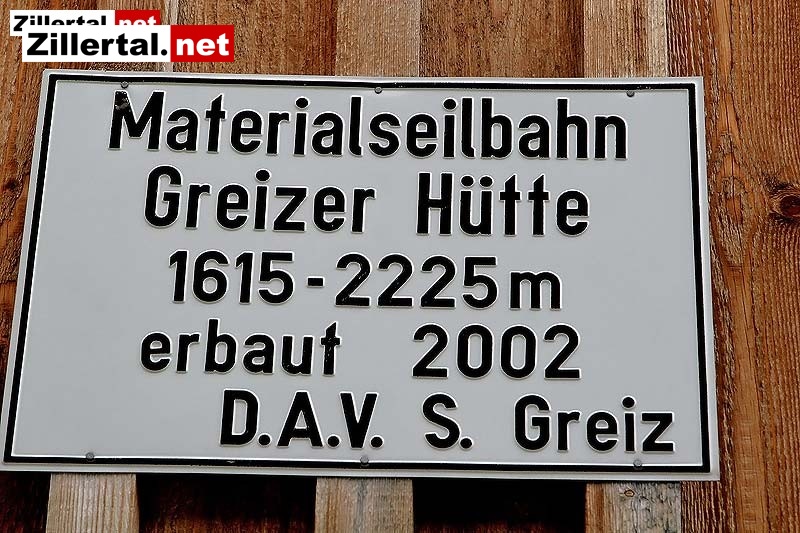 Zillertal.net
Zillertal.net
Materialseilbahn
Greizer Hütte
1615-2225m
erbaut 2002
D.A.V. S. Greiz